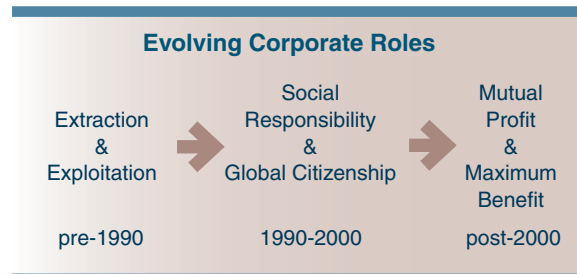 Evolving Corporate Roles
Extraction
&
Exploitation
pre-1990
Social
Responsibility
&
Global Citizenship
1990-2000
Mutual
Profit
&
Maximum
Benefit
post-2000